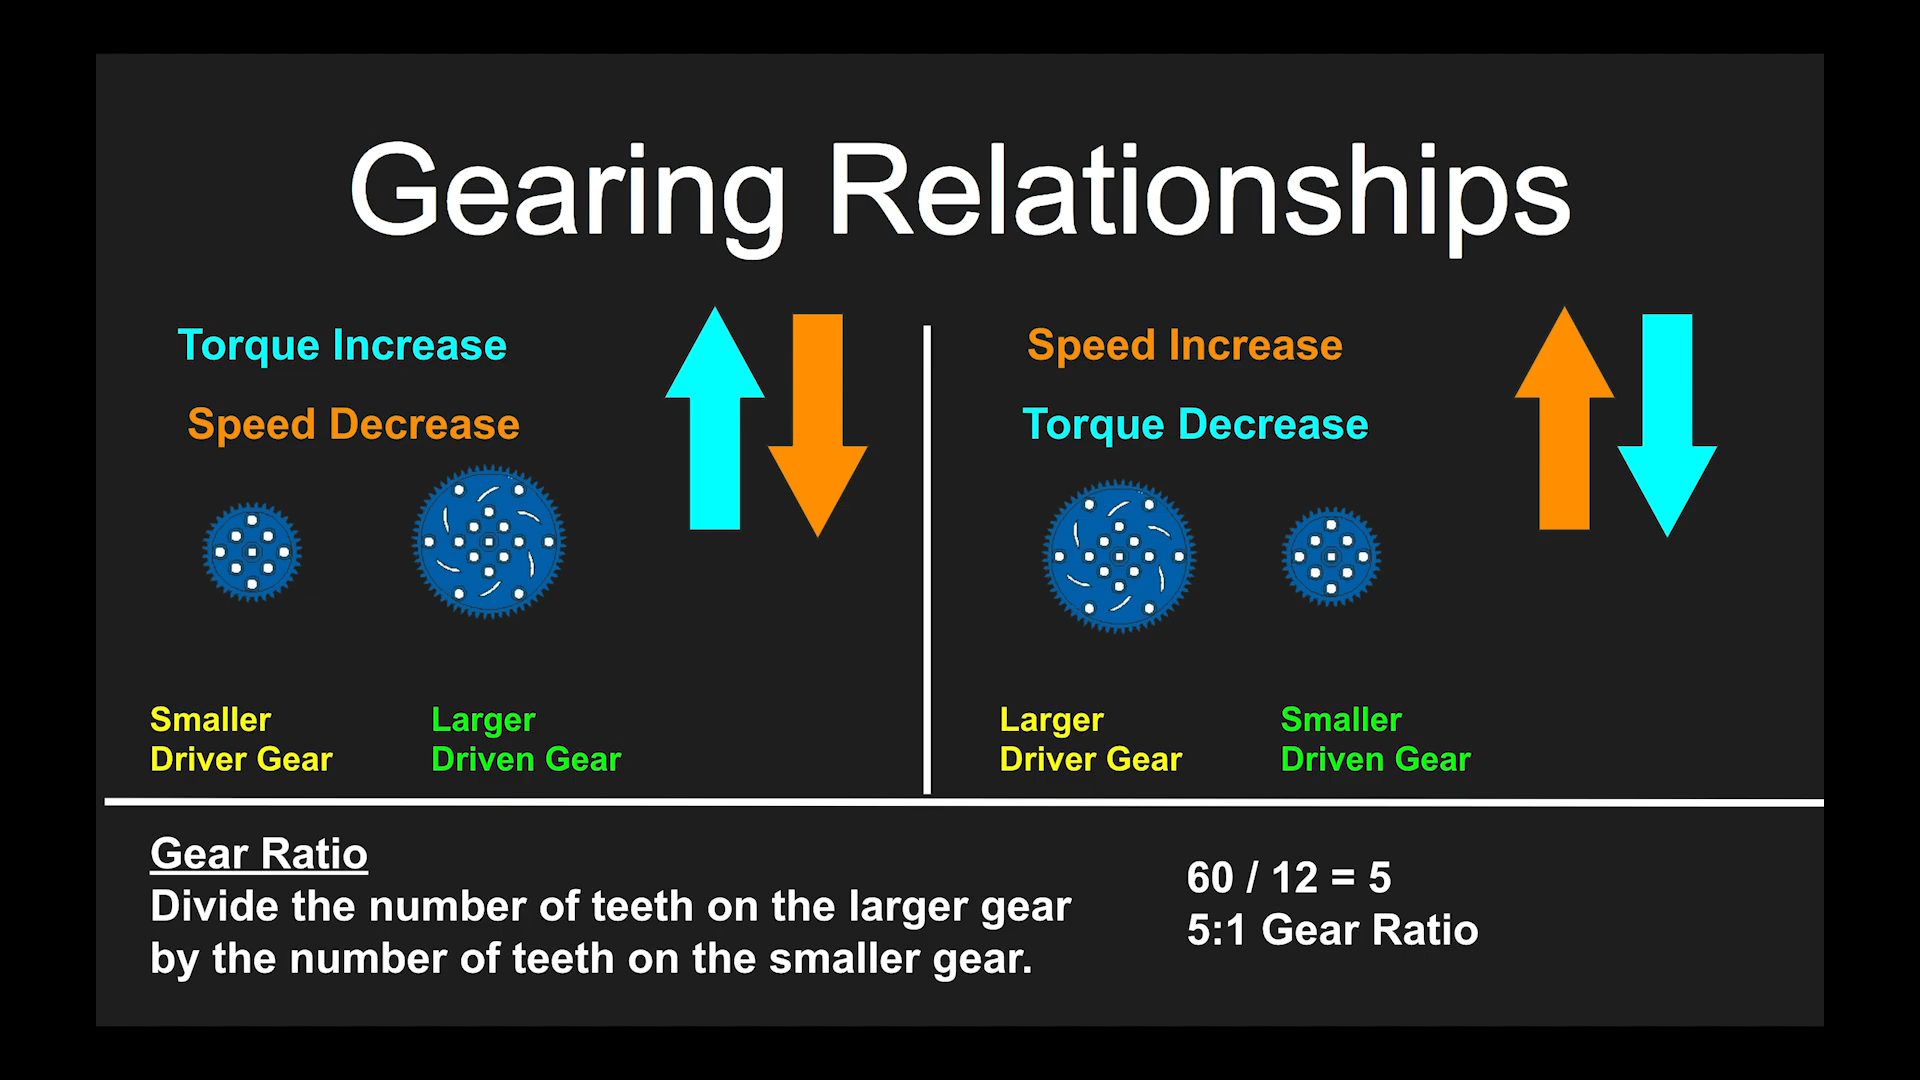 Gearing Relationships
Torque Increase
Speed Decrease
Smaller
Driver Gear
Larger
Driven Gear
Speed Increase
Torque Decrease
Larger
Driver Gear
Smaller
Driven Gear
Gear Ratio
Divide the number of teeth on the larger gear
by the number of teeth on the smaller gear.
60 / 12 = 5
5:1 Gear Ratio